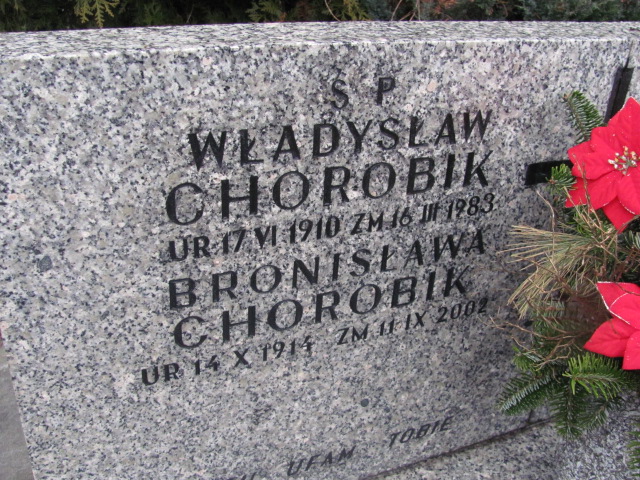 Ś P
WŁADYSŁAW
CHOROBIK
UR 17 VI 1910 ZM 16 III 1983
BRONISŁAWA
CHOROBIK
UR 14 X 1914 ZM 11 IX 2002
UFAM TOBIE